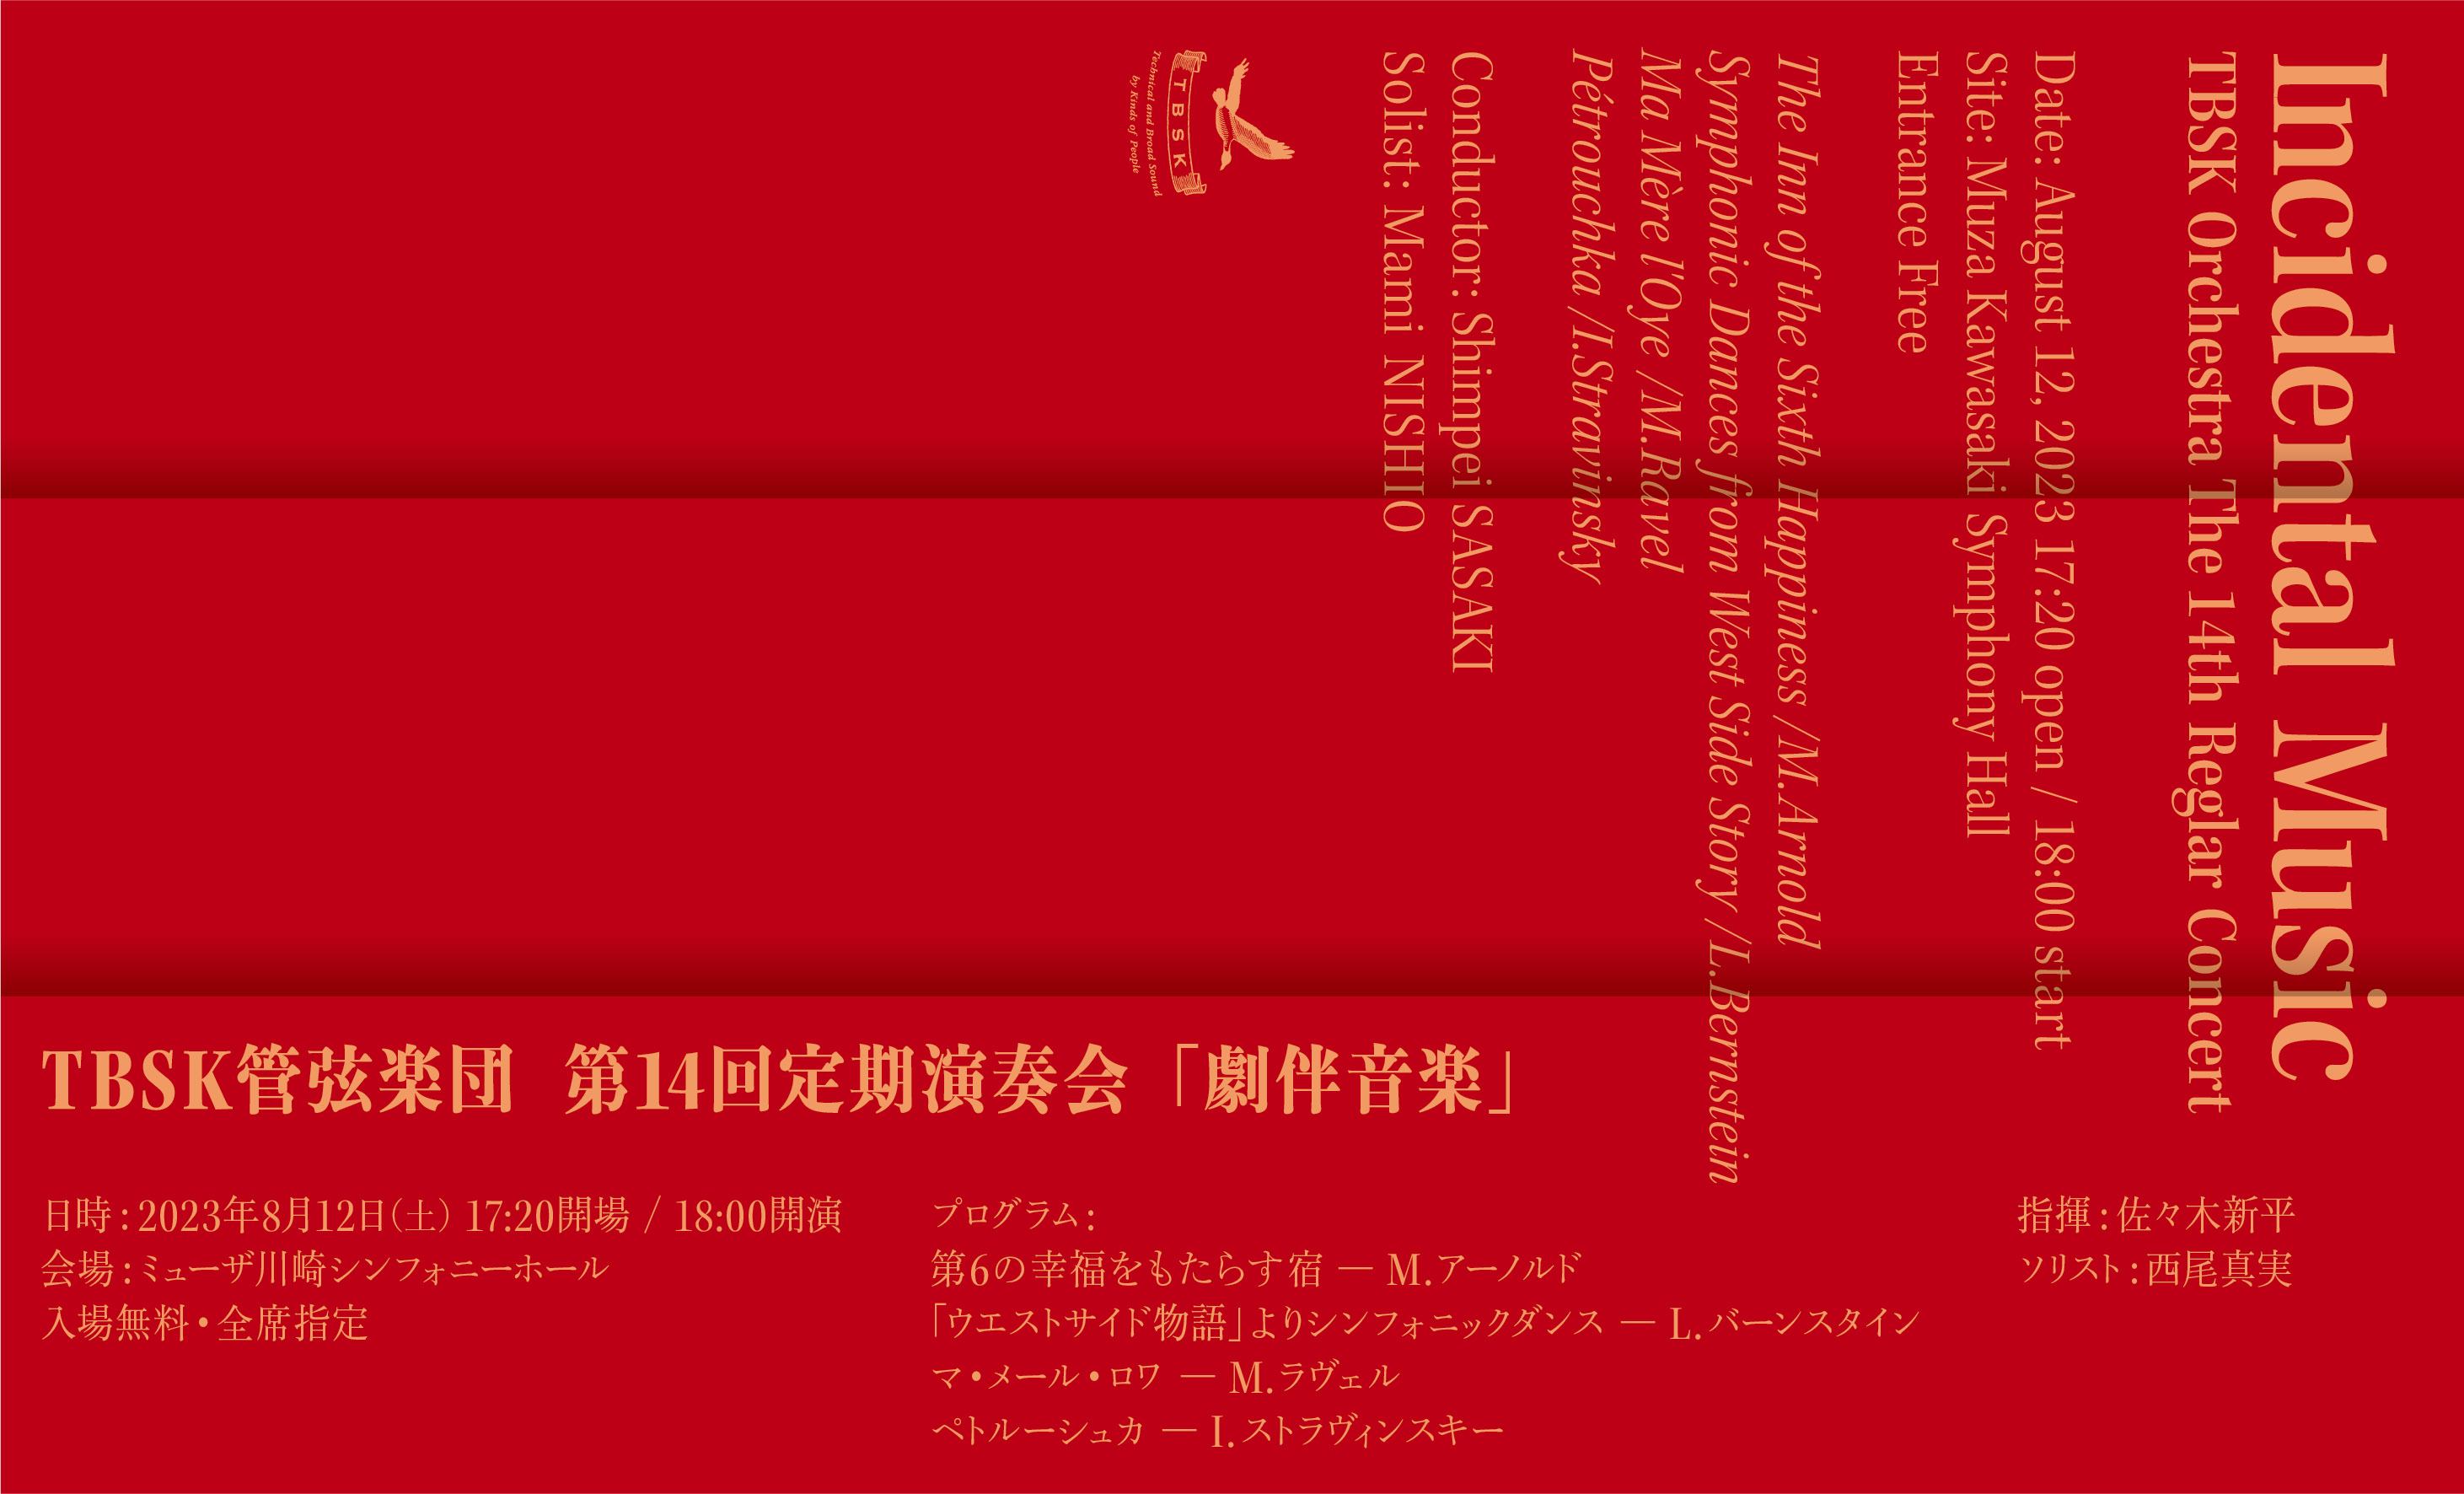 Incidental Music
TBSK Orchestra The 14th Reglar Concert
Date: August 12, 2023 17:20 open / 18:00 start
Site: Muza Kawasaki Symphony Hall
Entrance Free
The Inn of the Sixth Happiness /M.Arnold
Symphonic Dances from West Side Story /L.Bernstein
Ma Mère l'Oye /M.Ravel
Pétrouchka /I.Stravinsky
Conductor: Shimpei SASAKI
Solist: Mami NISHIO
TBSK
Technical and Broad Sound
by Kinds of People
TBSK管弦楽団 第14回定期演奏会「劇伴音楽」
日時：2023年8月12日（土）17:20開場 / 18:00開演
会場：ミューザ川崎シンフォニーホール
入場無料・全席指定
プログラム：
第6の幸福をもたらす宿 — M.アーノルド
「ウエストサイド物語」よりシンフォニックダンス — L.バーンスタイン
マ・メール・ロワ — M.ラヴェル
ペトルーシュカ — I.ストラヴィンスキー
指揮：佐々木新平
ソリスト：西尾真実